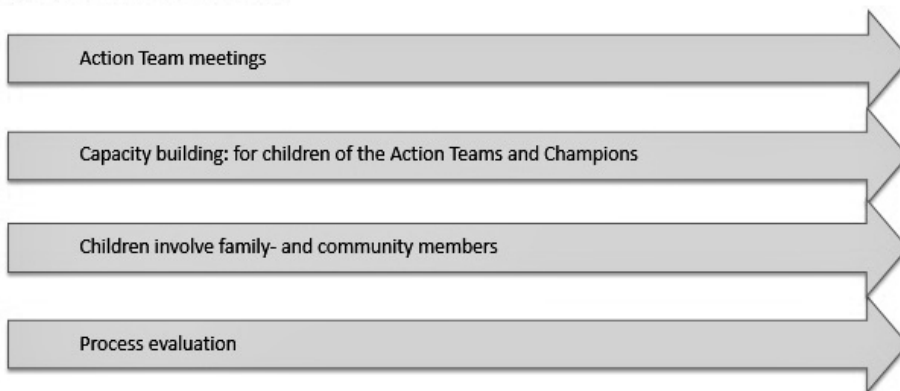 Action Team meetings
Capacity building: for children of the Action Teams and Champions
Children involve family- and community members
Process evaluation